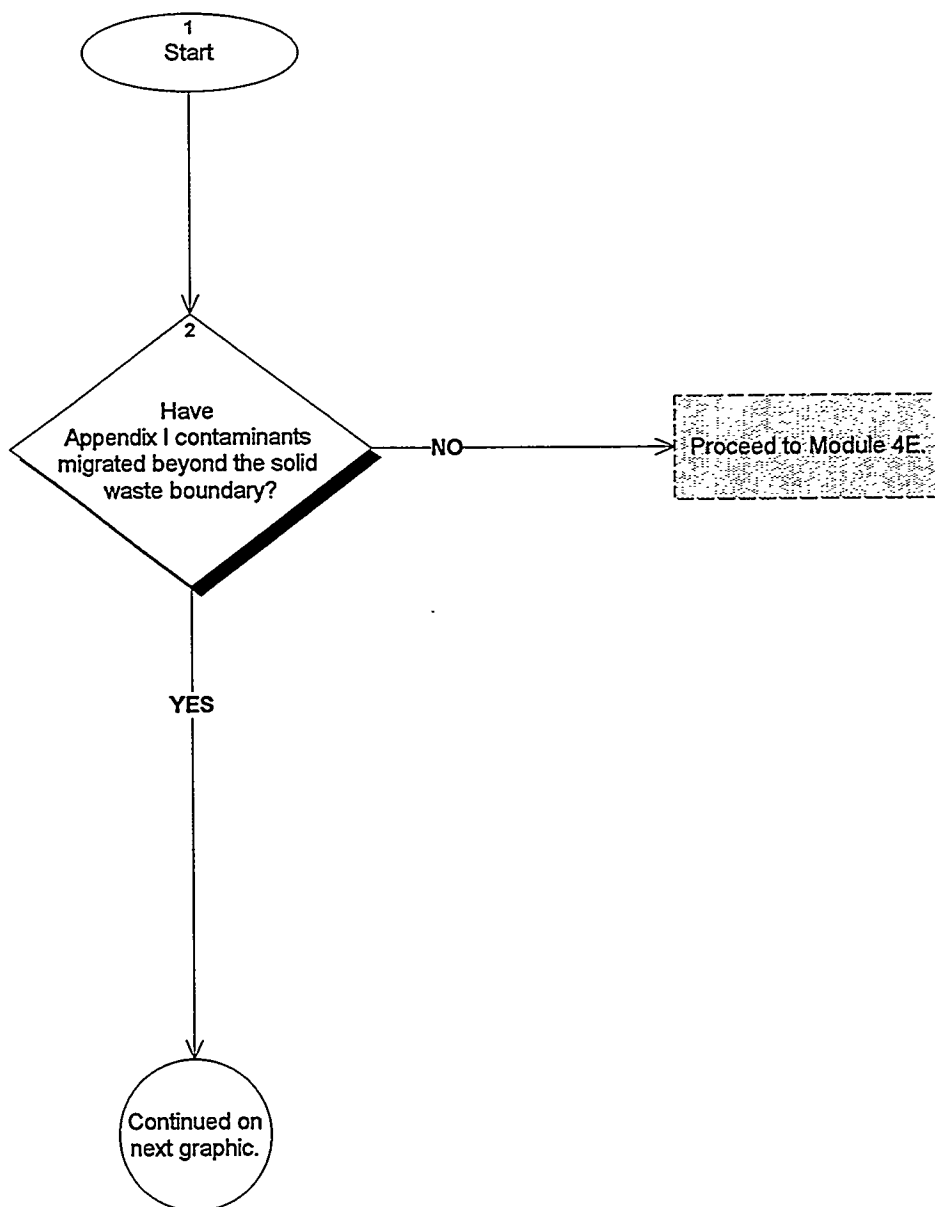 1
Start
2
Have
Appendix I contaminants
migrated beyond the solid
waste boundary?
NO
Proceed to Module 4E.
YES
Continued on
next graphic.